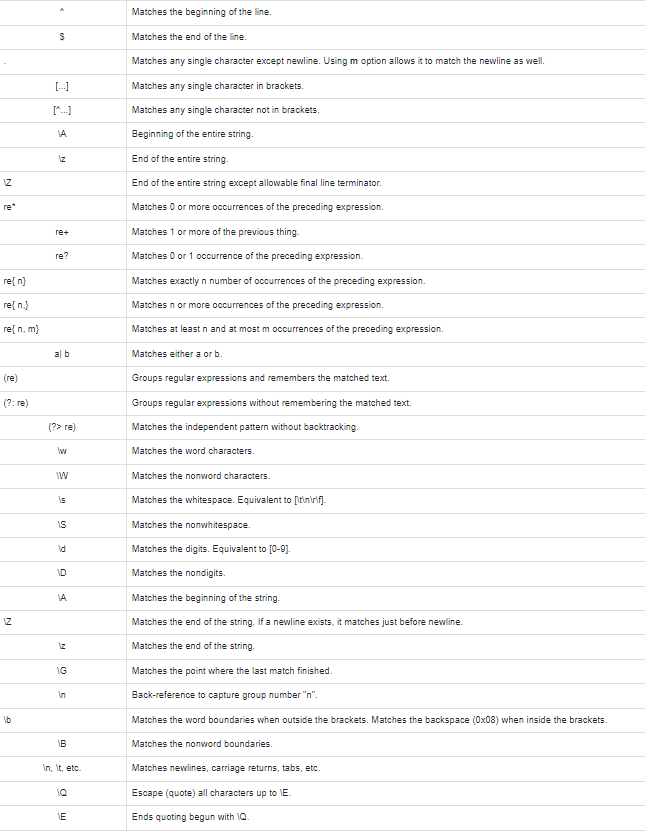 ^ Matches the beginning of the line.
$ Matches the end of the line.
. Matches any single character except newline. Using m option allows it to match the newline as well.
[...] Matches any single character in brackets.
[^...] Matches any single character not in brackets.
\A Beginning of the entire string.
\z End of the entire string.
\Z End of the entire string except allowable final line terminator.
re* Matches 0 or more occurrences of the preceding expression.
re+ Matches 1 or more of the previous thing.
re? Matches 0 or 1 occurrence of the preceding expression.
re{ n} Matches exactly n number of occurrences of the preceding expression.
re{ n,} Matches n or more occurrences of the preceding expression.
re{ n, m} Matches at least n and at most m occurrences of the preceding expression.
a| b Matches either a or b.
(re) Groups regular expressions and remembers the matched text.
(?: re) Groups regular expressions without remembering the matched text.
(?> re) Matches the independent pattern without backtracking.
\w Matches the word characters.
\W Matches the nonword characters.
\s Matches the whitespace. Equivalent to [\t\n\r\f].
\S Matches the nonwhitespace.
\d Matches the digits. Equivalent to [0-9].
\D Matches the nondigits.
\A Matches the beginning of the string.
\Z Matches the end of the string. If a newline exists, it matches just before newline.
\z Matches the end of the string.
\G Matches the point where the last match finished.
\n Back-reference to capture group number "n".
\b Matches the word boundaries when outside the brackets. Matches the backspace (0x08) when inside the brackets.
\B Matches the nonword boundaries.
\n, \t, etc. Matches newlines, carriage returns, tabs, etc.
\Q Escape (quote) all characters up to \E.
\E Ends quoting begun with \Q.